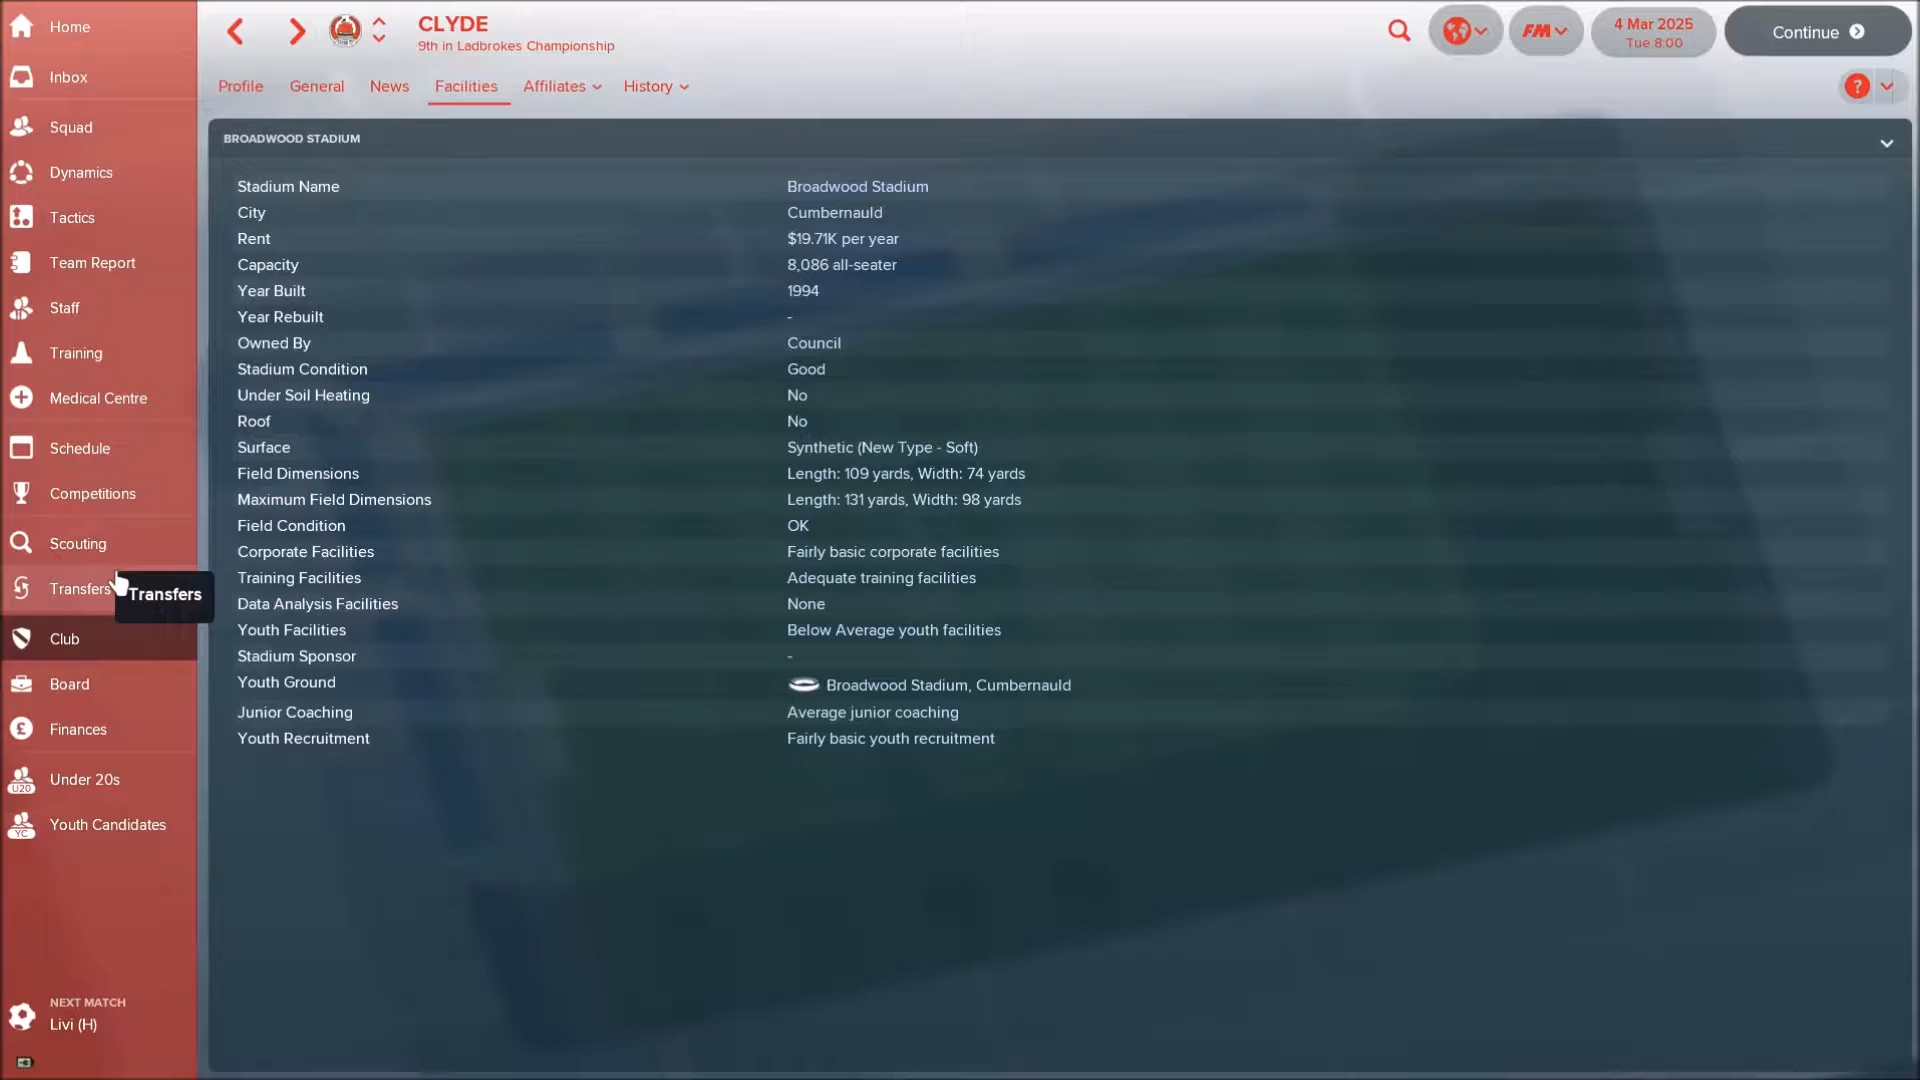 Home
Inbox
Squad
Dynamics
Tactics
Team Report
Staff
Training
Medical Centre
Schedule
Competitions
Scouting
Transfers
Transfers
Club
Board
Finances
U20
Under 20s
YC
Youth Candidates
NEXT MATCH
Livi (H)
CLYDE
9th in Ladbrokes Championship
FM
4 Mar 2025
Tue 8:00
Continue
Profile
General
News
Facilities
Affiliates
History
?
BROADWOOD STADIUM
Stadium Name Broadwood Stadium
City Cumbernauld
Rent $19.71K per year
Capacity 8,086 all-seater
Year Built 1994
Year Rebuilt -
Owned By Council
Stadium Condition Good
Under Soil Heating No
Roof No
Surface Synthetic (New Type - Soft)
Field Dimensions Length: 109 yards, Width: 74 yards
Maximum Field Dimensions Length: 131 yards, Width: 98 yards
Field Condition OK
Corporate Facilities Fairly basic corporate facilities
Training Facilities Adequate training facilities
Data Analysis Facilities None
Youth Facilities Below Average youth facilities
Stadium Sponsor -
Youth Ground Broadwood Stadium, Cumbernauld
Junior Coaching Average junior coaching
Youth Recruitment Fairly basic youth recruitment